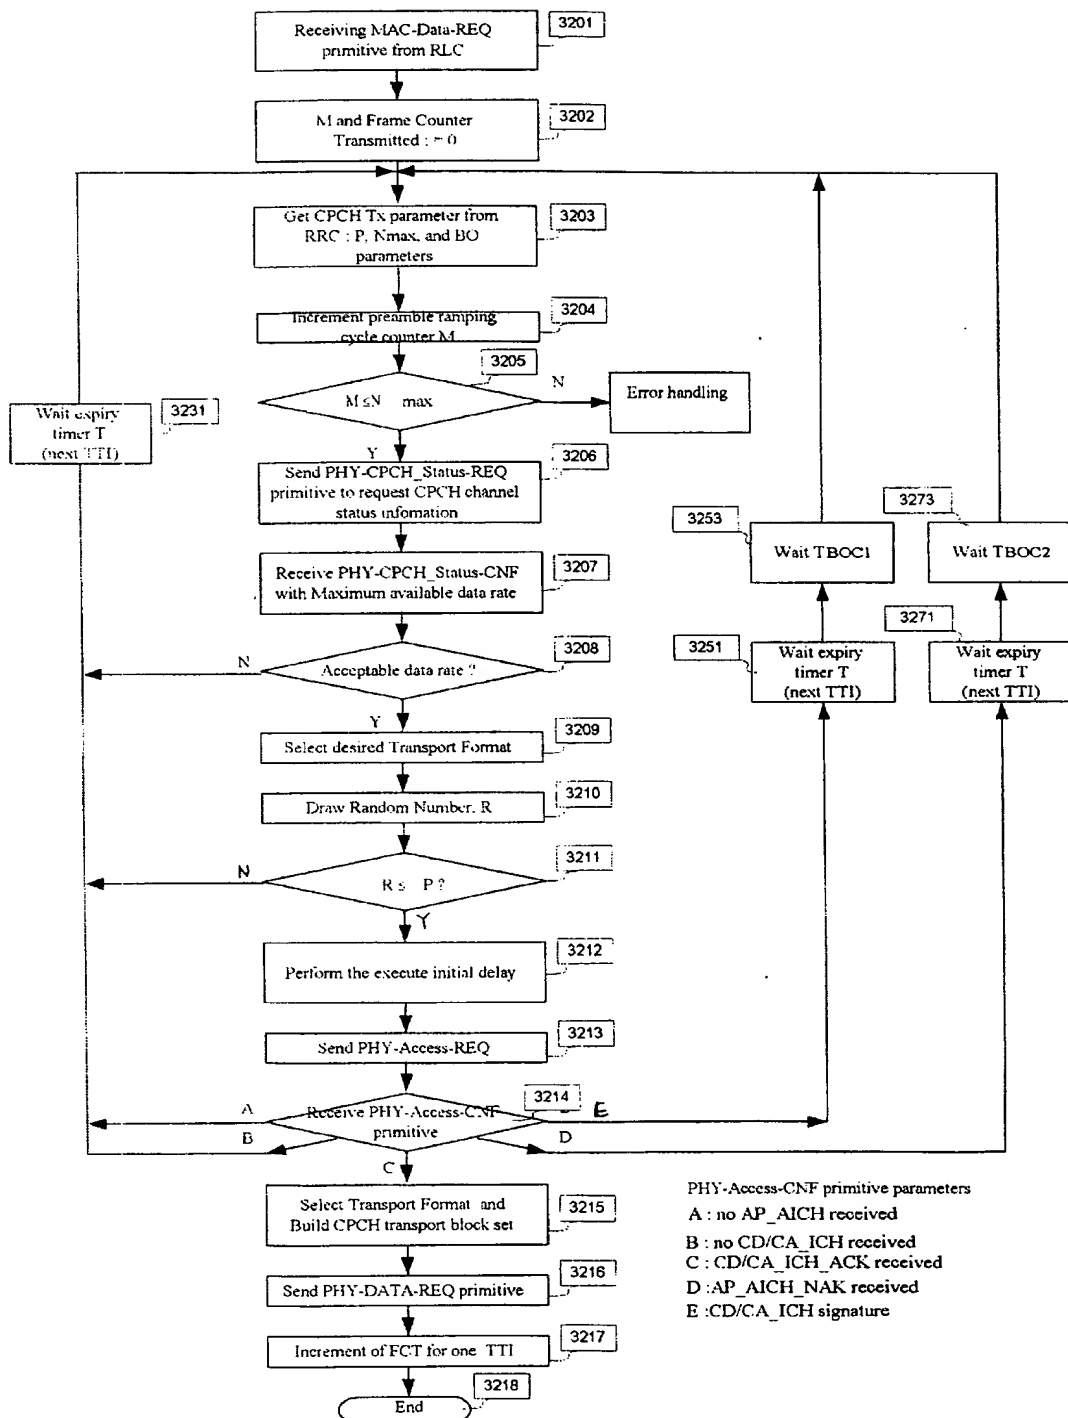 Receiving MAC-Data-REQ
primitive from RLC
3201
M and Frame Counter
Transmitted : = 0
3202
Get CPCH Tx parameter from
RRC : P, Nmax, and BO
parameters
3203
Increment preamble ramping
cycle counter M
3204
3205
M ≤N max
N
Error handling
Y
Wait expiry
timer T
(next TTI)
3231
Send PHY-CPCH_Status-REQ
primitive to request CPCH channel
status infomation
3206
Receive PHY-CPCH_Status-CNF
with Maximum available data rate
3207
3253
Wait TBOC1
3273
Wait TBOC2
N
Acceptable data rate ?
3208
3251
Wait expiry
timer T
(next TTI)
3271
Wait expiry
timer T
(next TTI)
Y
Select desired Transport Format
3209
Draw Random Number, R
3210
N
R ≤ P ?
3211
Y
Perform the execute initial delay
3212
Send PHY-Access-REQ
3213
A
B
Receive PHY-Access-CNF
primitive
3214
E
D
C
Select Transport Format and
Build CPCH transport block set
3215
Send PHY-DATA-REQ primitive
3216
Increment of FCT for one TTI
3217
End
3218
PHY-Access-CNF primitive parameters
A : no AP_AICH received
B : no CD/CA_ICH received
C : CD/CA_ICH_ACK received
D :AP_AICH_NAK received
E :CD/CA_ICH signature